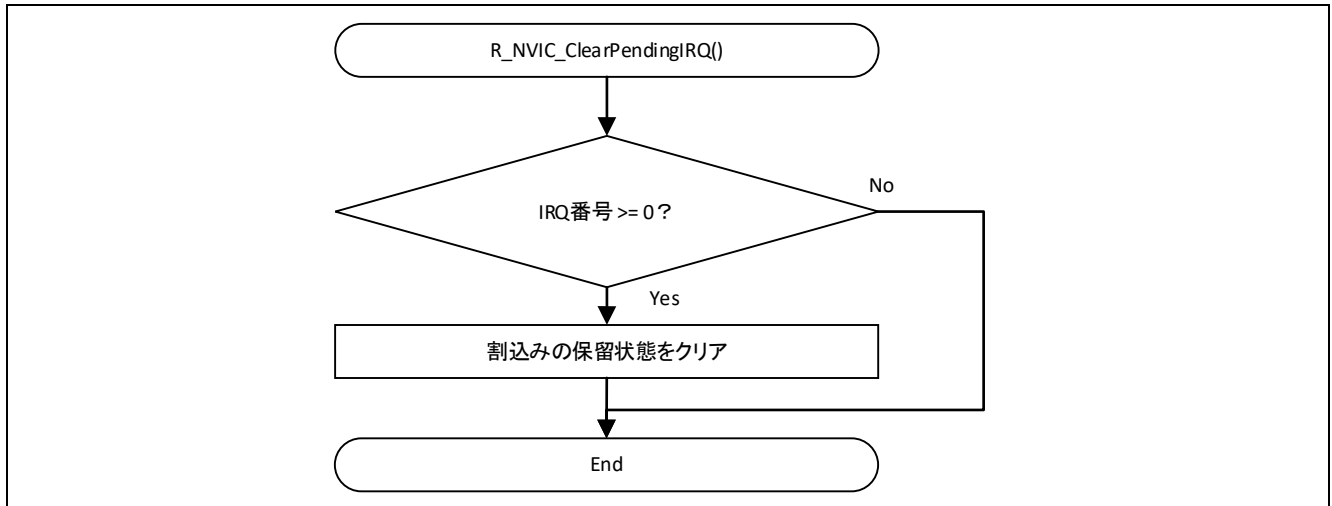 R_NVIC_ClearPendingIRQ()
IRQ番号 >= 0？
No
Yes
割込みの保留状態をクリア
End